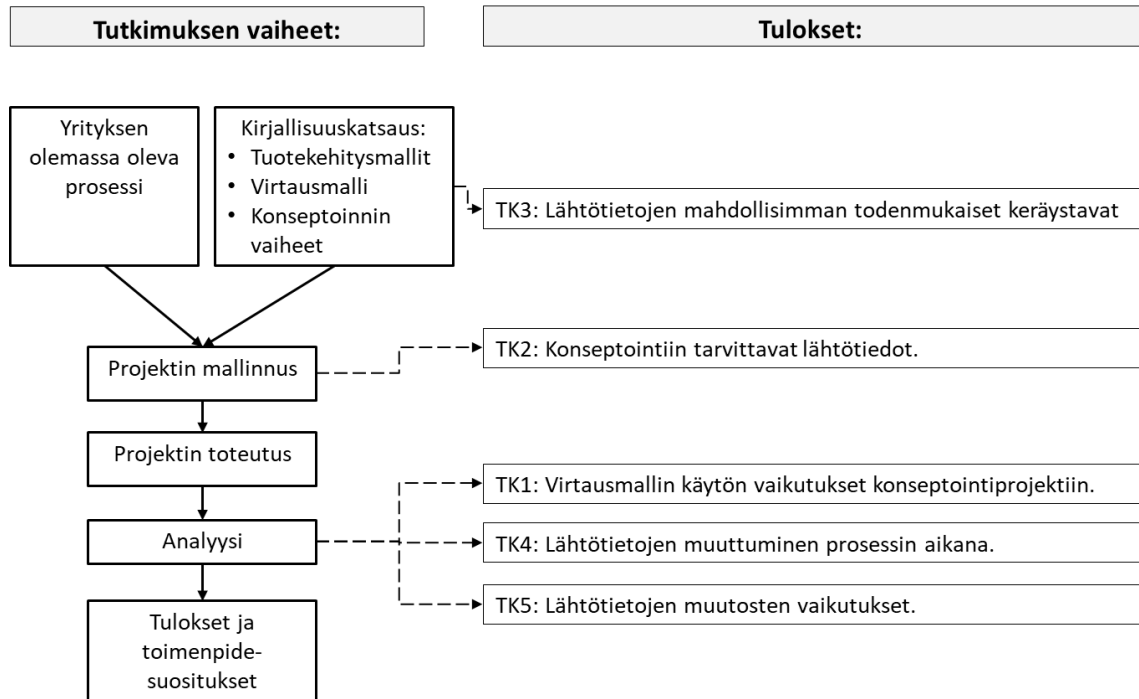 Tutkimuksen vaiheet:
Tulokset:
Yrityksen
olemassa oleva
prosessi
Kirjallisuuskatsaus:
• Tuotekehitysmallit
• Virtausmalli
• Konseptoinnin
vaiheet
TK3: Lähtötietojen mahdollisimman todenmukaiset keräystavat
Projektin mallinnus
TK2: Konseptointiin tarvittavat lähtötiedot.
Projektin toteutus
TK1: Virtausmallin käytön vaikutukset konseptointiprojektiin.
Analyysi
TK4: Lähtötietojen muuttuminen prosessin aikana.
TK5: Lähtötietojen muutosten vaikutukset.
Tulokset ja
toimenpide-
suositukset